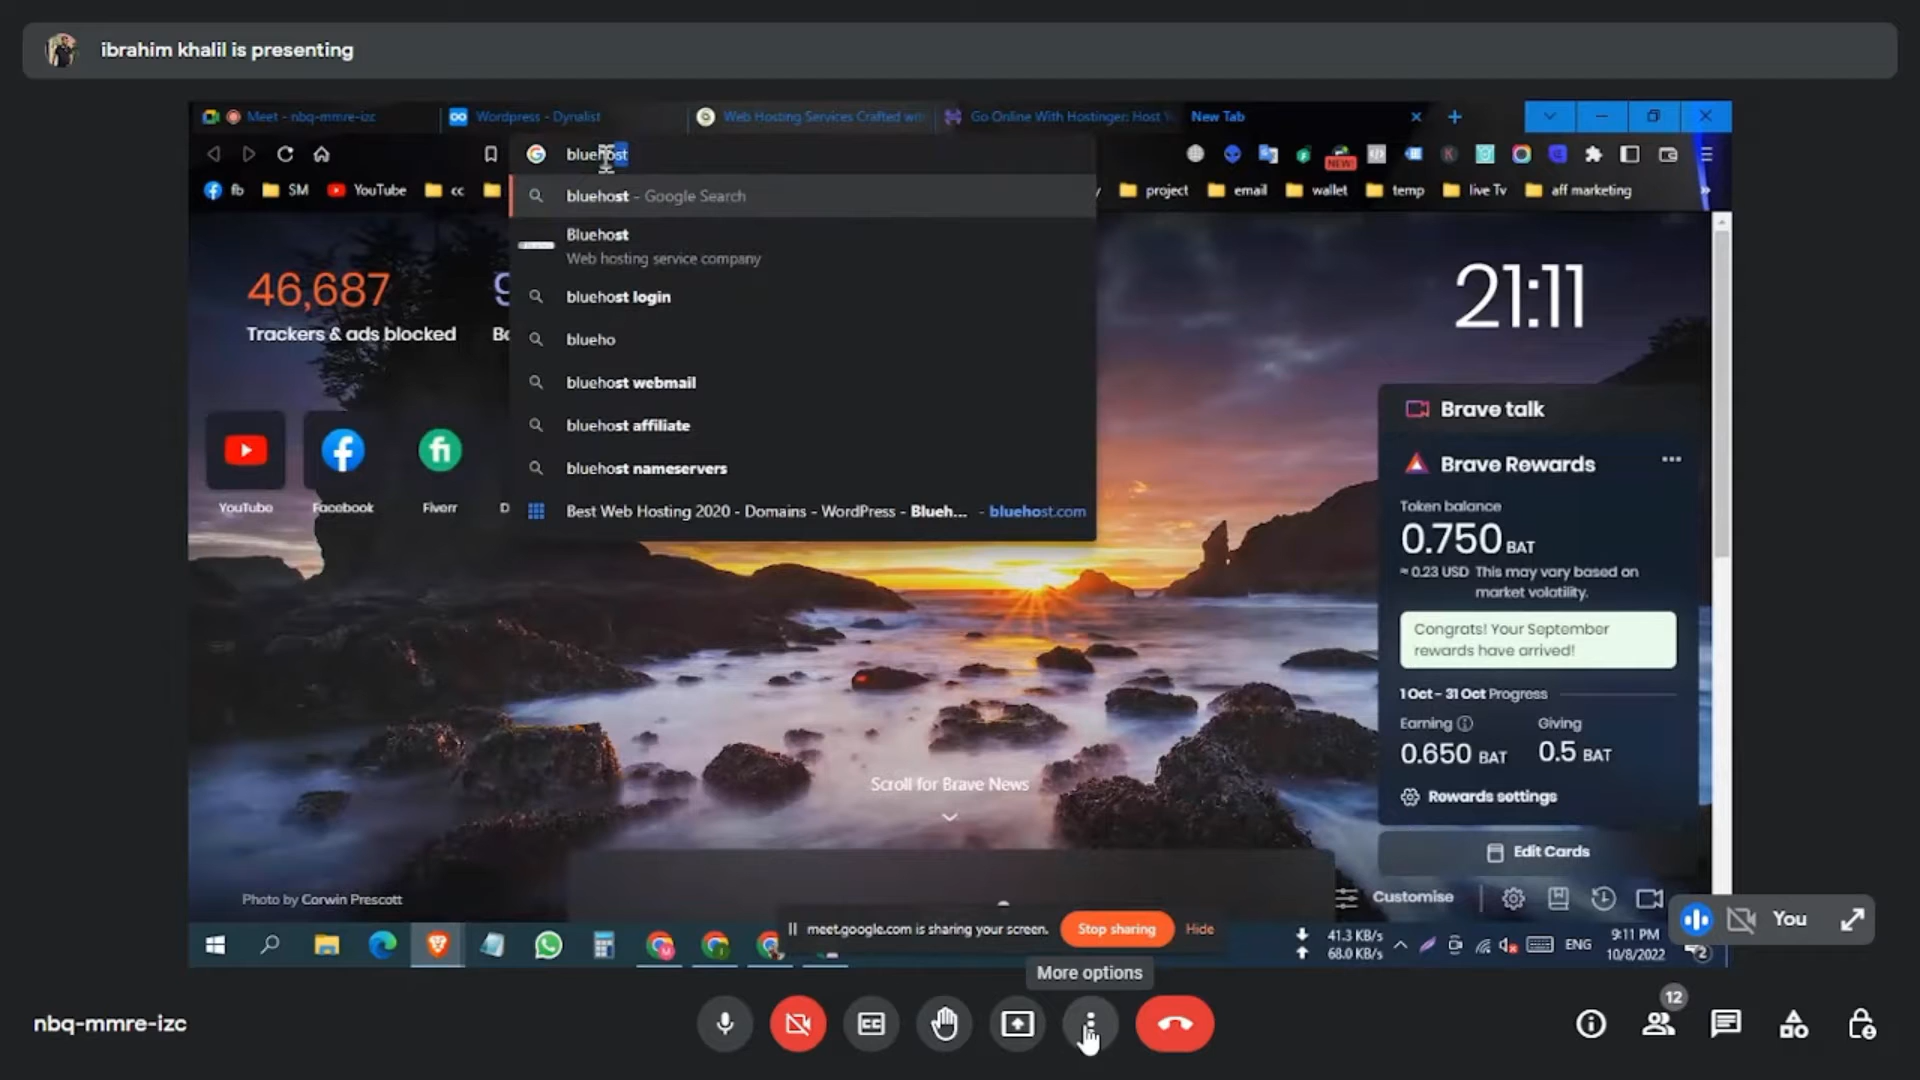 ibrahim khalil is presenting
Meet - nbq-mmre-izc
Wordpress - Dynalist
Web Hosting Services Crafted wit
Go Online With Hostinger: Host
New Tab
bluehost
NEW!
fb
SM
YouTube
cc
project
email
wallet
temp
live Tv
aff marketing
bluehost - Google Search
Bluehost
Web hosting service company
bluehost login
blueho
bluehost webmail
bluehost affiliate
bluehost nameservers
Best Web Hosting 2020 - Domains - WordPress - Blueh... - bluehost.com
46,687
Trackers & ads blocked
21:11
YouTube
Facebook
Fiverr
D
Brave talk
Brave Rewards
Token balance
0.750 BAT
≈ 0.23 USD This may vary based on
market volatility.
Congrats! Your September
rewards have arrived!
1 Oct - 31 Oct Progress
Earning
Giving
0.650 BAT
0.5 BAT
Rewards settings
Scroll for Brave News
Edit Cards
Photo by Corwin Prescott
Customise
You
meet.google.com is sharing your screen.
Stop sharing
Hide
41.3 KB/s
68.0 KB/s
ENG
9:11 PM
10/8/2022
2
More options
nbq-mmre-izc
12